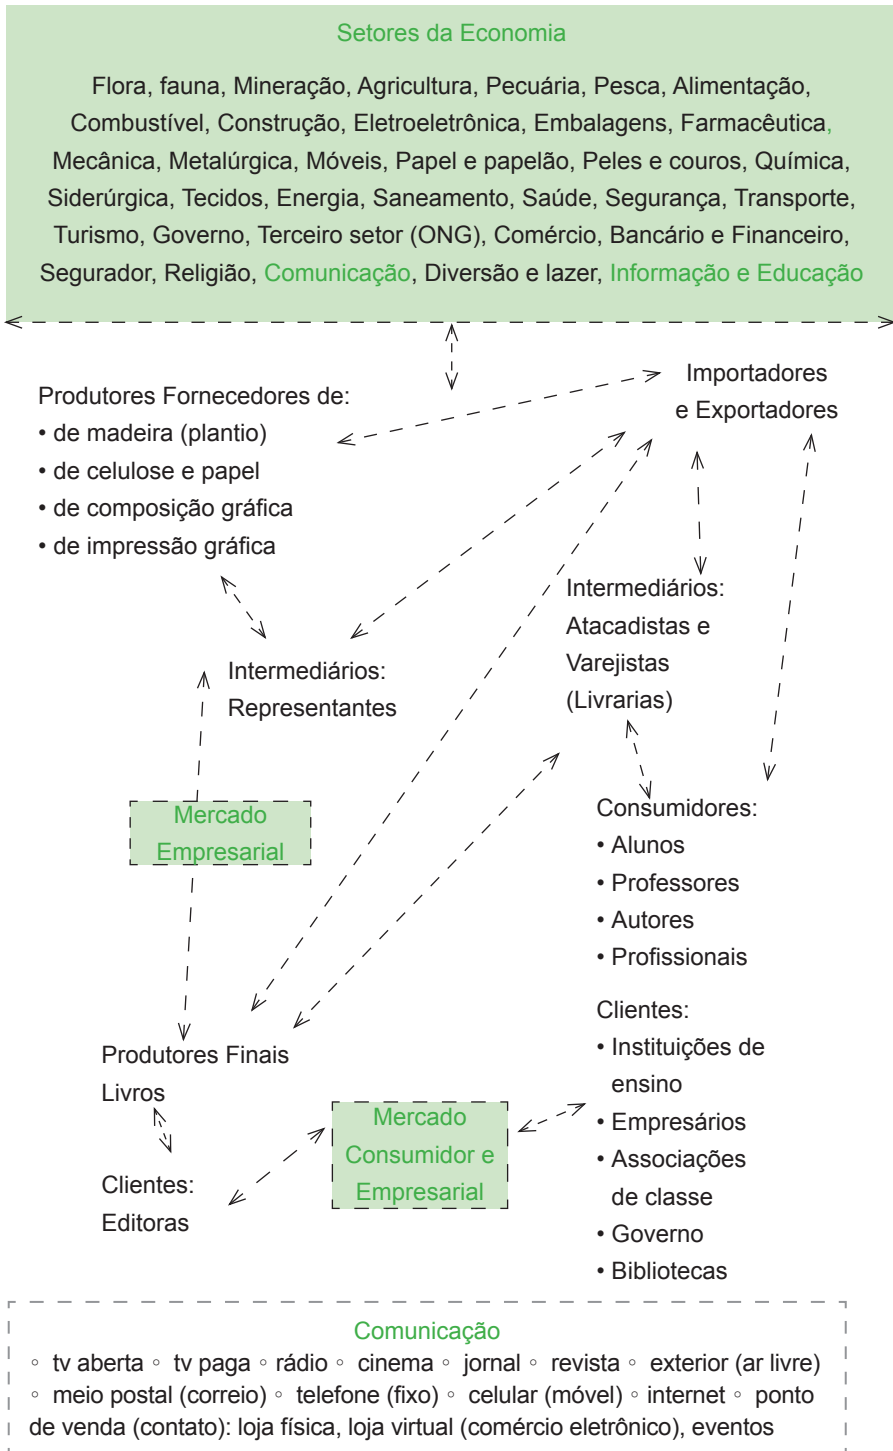 Setores da Economia
Flora, fauna, Mineração, Agricultura, Pecuária, Pesca, Alimentação,
Combustível, Construção, Eletroeletrônica, Embalagens, Farmacêutica,
Mecânica, Metalúrgica, Móveis, Papel e papelão, Peles e couros, Química,
Siderúrgica, Tecidos, Energia, Saneamento, Saúde, Segurança, Transporte,
Turismo, Governo, Terceiro setor (ONG), Comércio, Bancário e Financeiro,
Segurador, Religião, Comunicação, Diversão e lazer, Informação e Educação
Produtores Fornecedores de:
• de madeira (plantio)
• de celulose e papel
• de composição gráfica
• de impressão gráfica
Importadores
e Exportadores
Intermediários:
Representantes
Intermediários:
Atacadistas e
Varejistas
(Livrarias)
Mercado
Empresarial
Consumidores:
• Alunos
• Professores
• Autores
• Profissionais
Produtores Finais
Livros
Clientes:
Editoras
Mercado
Consumidor e
Empresarial
Clientes:
• Instituições de
ensino
• Empresários
• Associações
de classe
• Governo
• Bibliotecas
Comunicação
◦ tv aberta ◦ tv paga ◦ rádio ◦ cinema ◦ jornal ◦ revista ◦ exterior (ar livre)
◦ meio postal (correio) ◦ telefone (fixo) ◦ celular (móvel) ◦ internet ◦ ponto
de venda (contato): loja física, loja virtual (comércio eletrônico), eventos